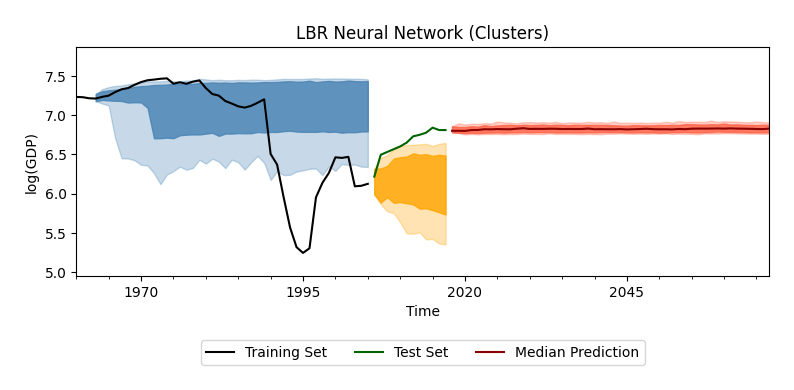 LBR Neural Network (Clusters)
log(GDP)
7.5
7.0
6.5
6.0
5.5
5.0
1970
1995
2020
2045
Time
Training Set
Test Set
Median Prediction